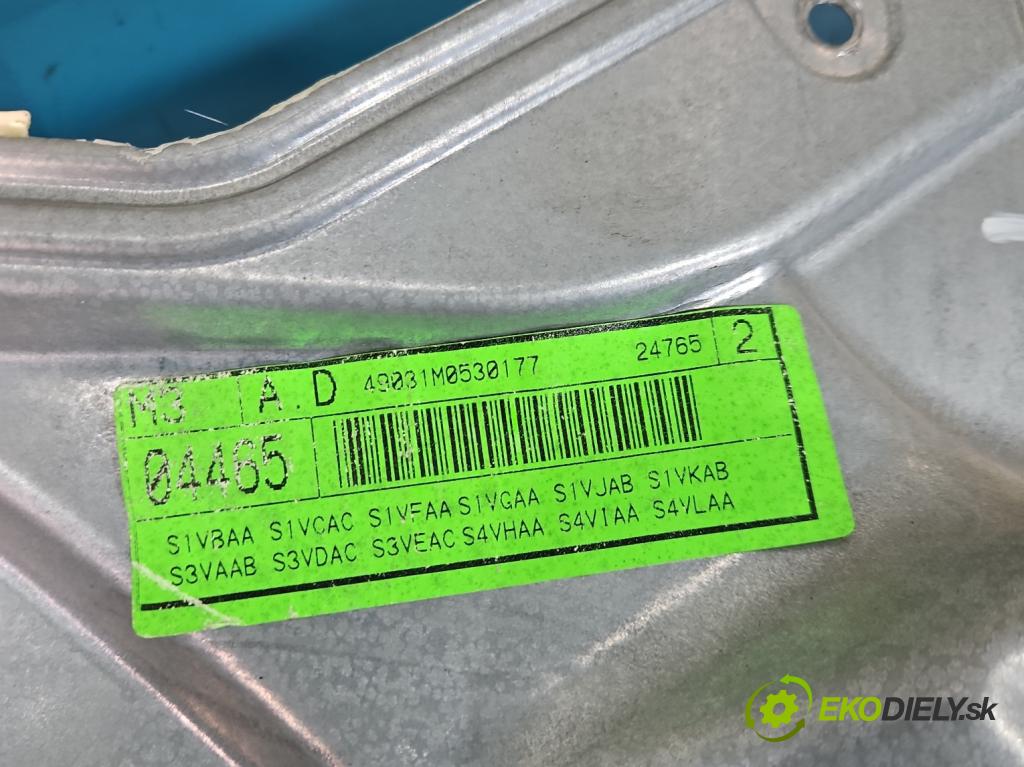 M3 A.D 49031M0530177 24765 2
04465
S1VBAA S1VCAC S1VFAA S1VGAA S1VJAB S1VKAB
S3VAAB S3VDAC S3VEAC S4VHAA S4VIAA S4VLAA
EKODIELY.sk